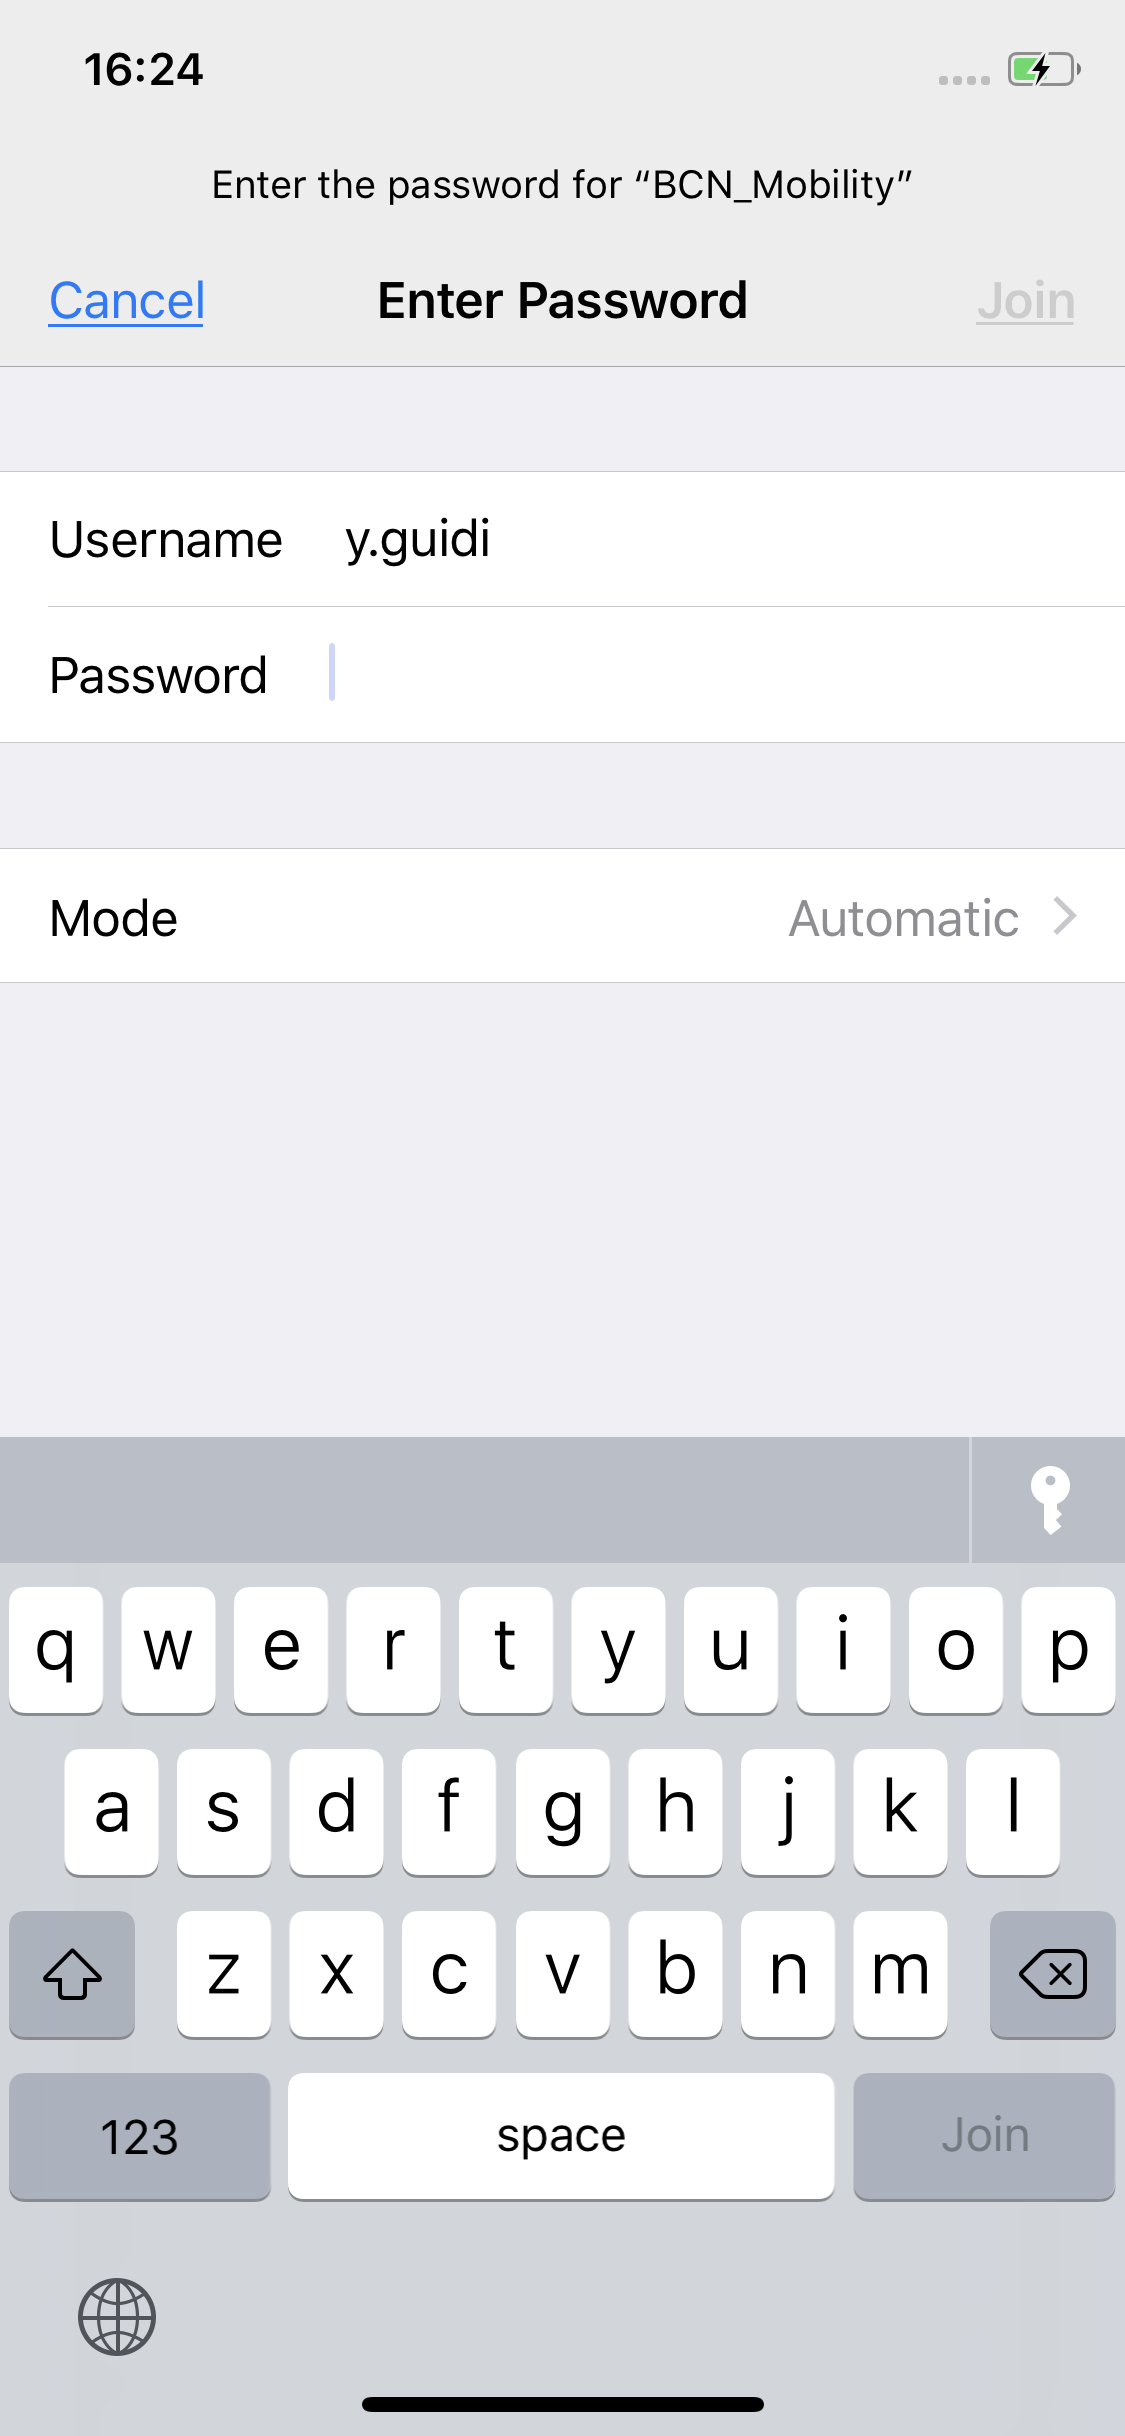 16:24
Enter the password for “BCN_Mobility”
Cancel Enter Password Join
Username y.guidi
Password
Mode Automatic
q w e r t y u i o p
a s d f g h j k l
z x c v b n m
123 space Join